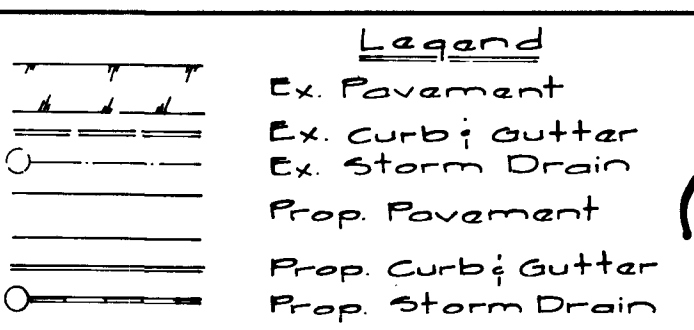 Legend
Ex. Pavement
Ex. Curb & Gutter
Ex. Storm Drain
Prop. Pavement
Prop. Curb & Gutter
Prop. Storm Drain